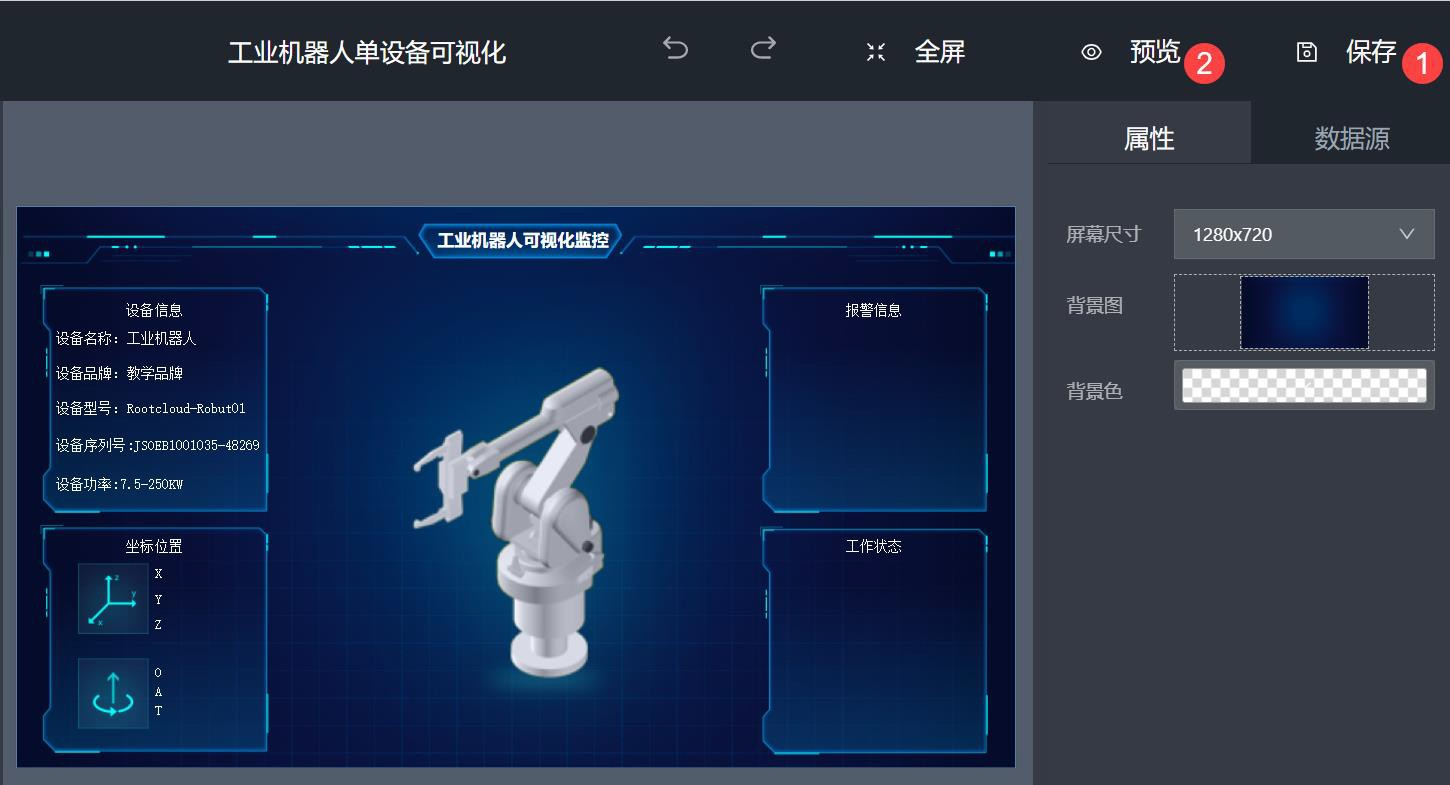 工业机器人单设备可视化
全屏
预览 2
保存 1
属性
数据源
屏幕尺寸
1280x720
背景图
背景色
工业机器人可视化监控
设备信息
设备名称：工业机器人
设备品牌：教学品牌
设备型号：Rootcloud-Robut01
设备序列号:JSOEB1001035-48269
设备功率:7.5-250KW
报警信息
坐标位置
z
y
x
X
Y
Z
O
A
T
工作状态